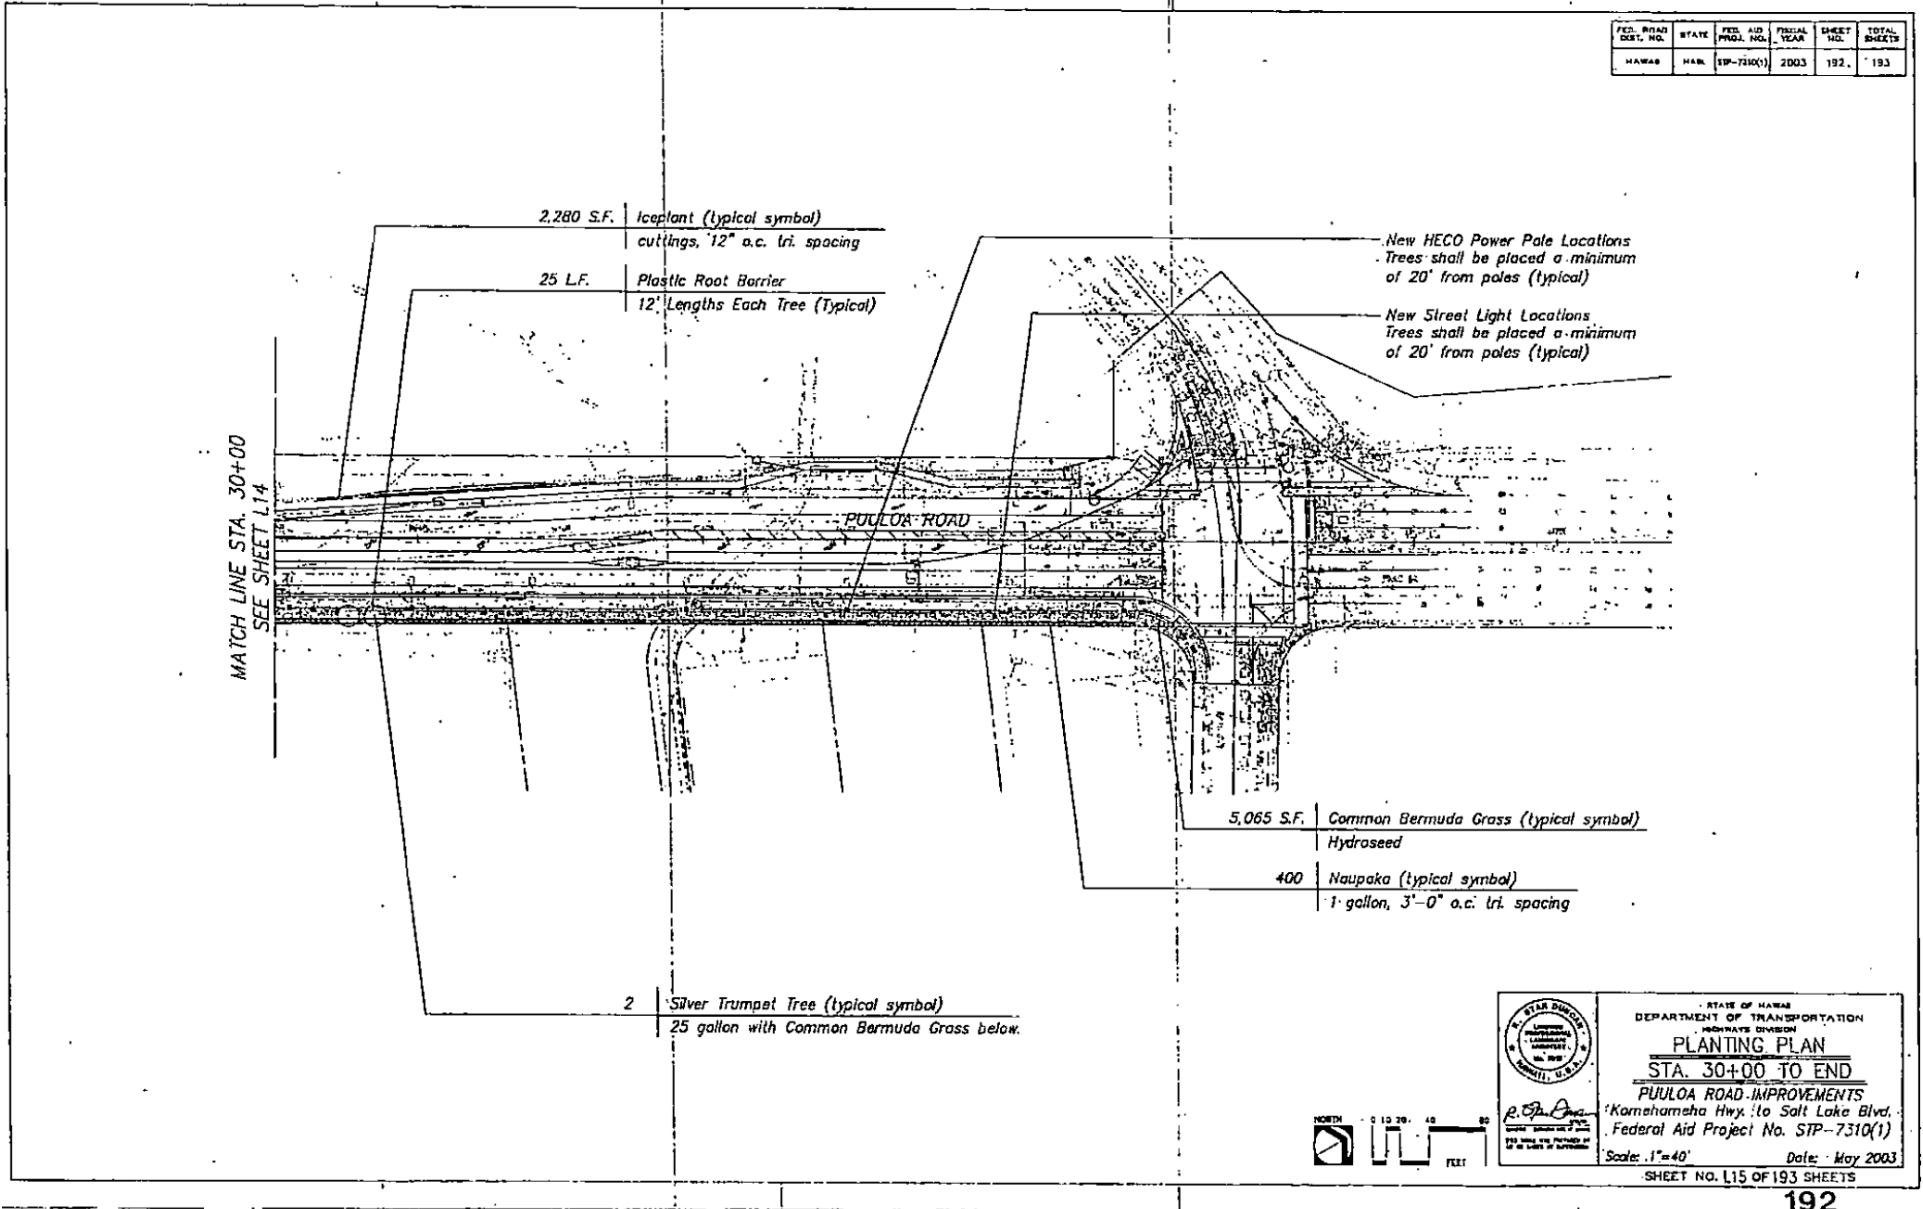 FED. ROAD DIST. NO. STATE FED. AID PROJ. NO. FISCAL YEAR SHEET NO. TOTAL SHEETS
HAWAII HAW. STP-7310(1) 2003 192. 193
2,280 S.F. Iceplant (typical symbol)
cuttings, 12" o.c. tri. spacing
25 L.F. Plastic Root Barrier
12' Lengths Each Tree (Typical)
New HECO Power Pole Locations
Trees shall be placed a minimum
of 20' from poles (typical)
New Street Light Locations
Trees shall be placed a minimum
of 20' from poles (typical)
MATCH LINE STA. 30+00
SEE SHEET L14
PUULOA ROAD
5,065 S.F. Common Bermuda Grass (typical symbol)
Hydroseed
400 Naupaka (typical symbol)
1 gallon, 3'-0" o.c. tri. spacing
2 Silver Trumpet Tree (typical symbol)
25 gallon with Common Bermuda Grass below.
NORTH
0 10 20 40 80
FEET
R. STAR DUNCAN
LICENSED PROFESSIONAL LANDSCAPE ARCHITECT
HAWAII, U.S.A.
STATE OF HAWAII
DEPARTMENT OF TRANSPORTATION
HIGHWAYS DIVISION
PLANTING PLAN
STA. 30+00 TO END
PUULOA ROAD IMPROVEMENTS
Kamehameha Hwy. to Salt Lake Blvd.
Federal Aid Project No. STP-7310(1)
Scale: 1"=40' Date: May 2003
SHEET NO. L15 OF 193 SHEETS
192